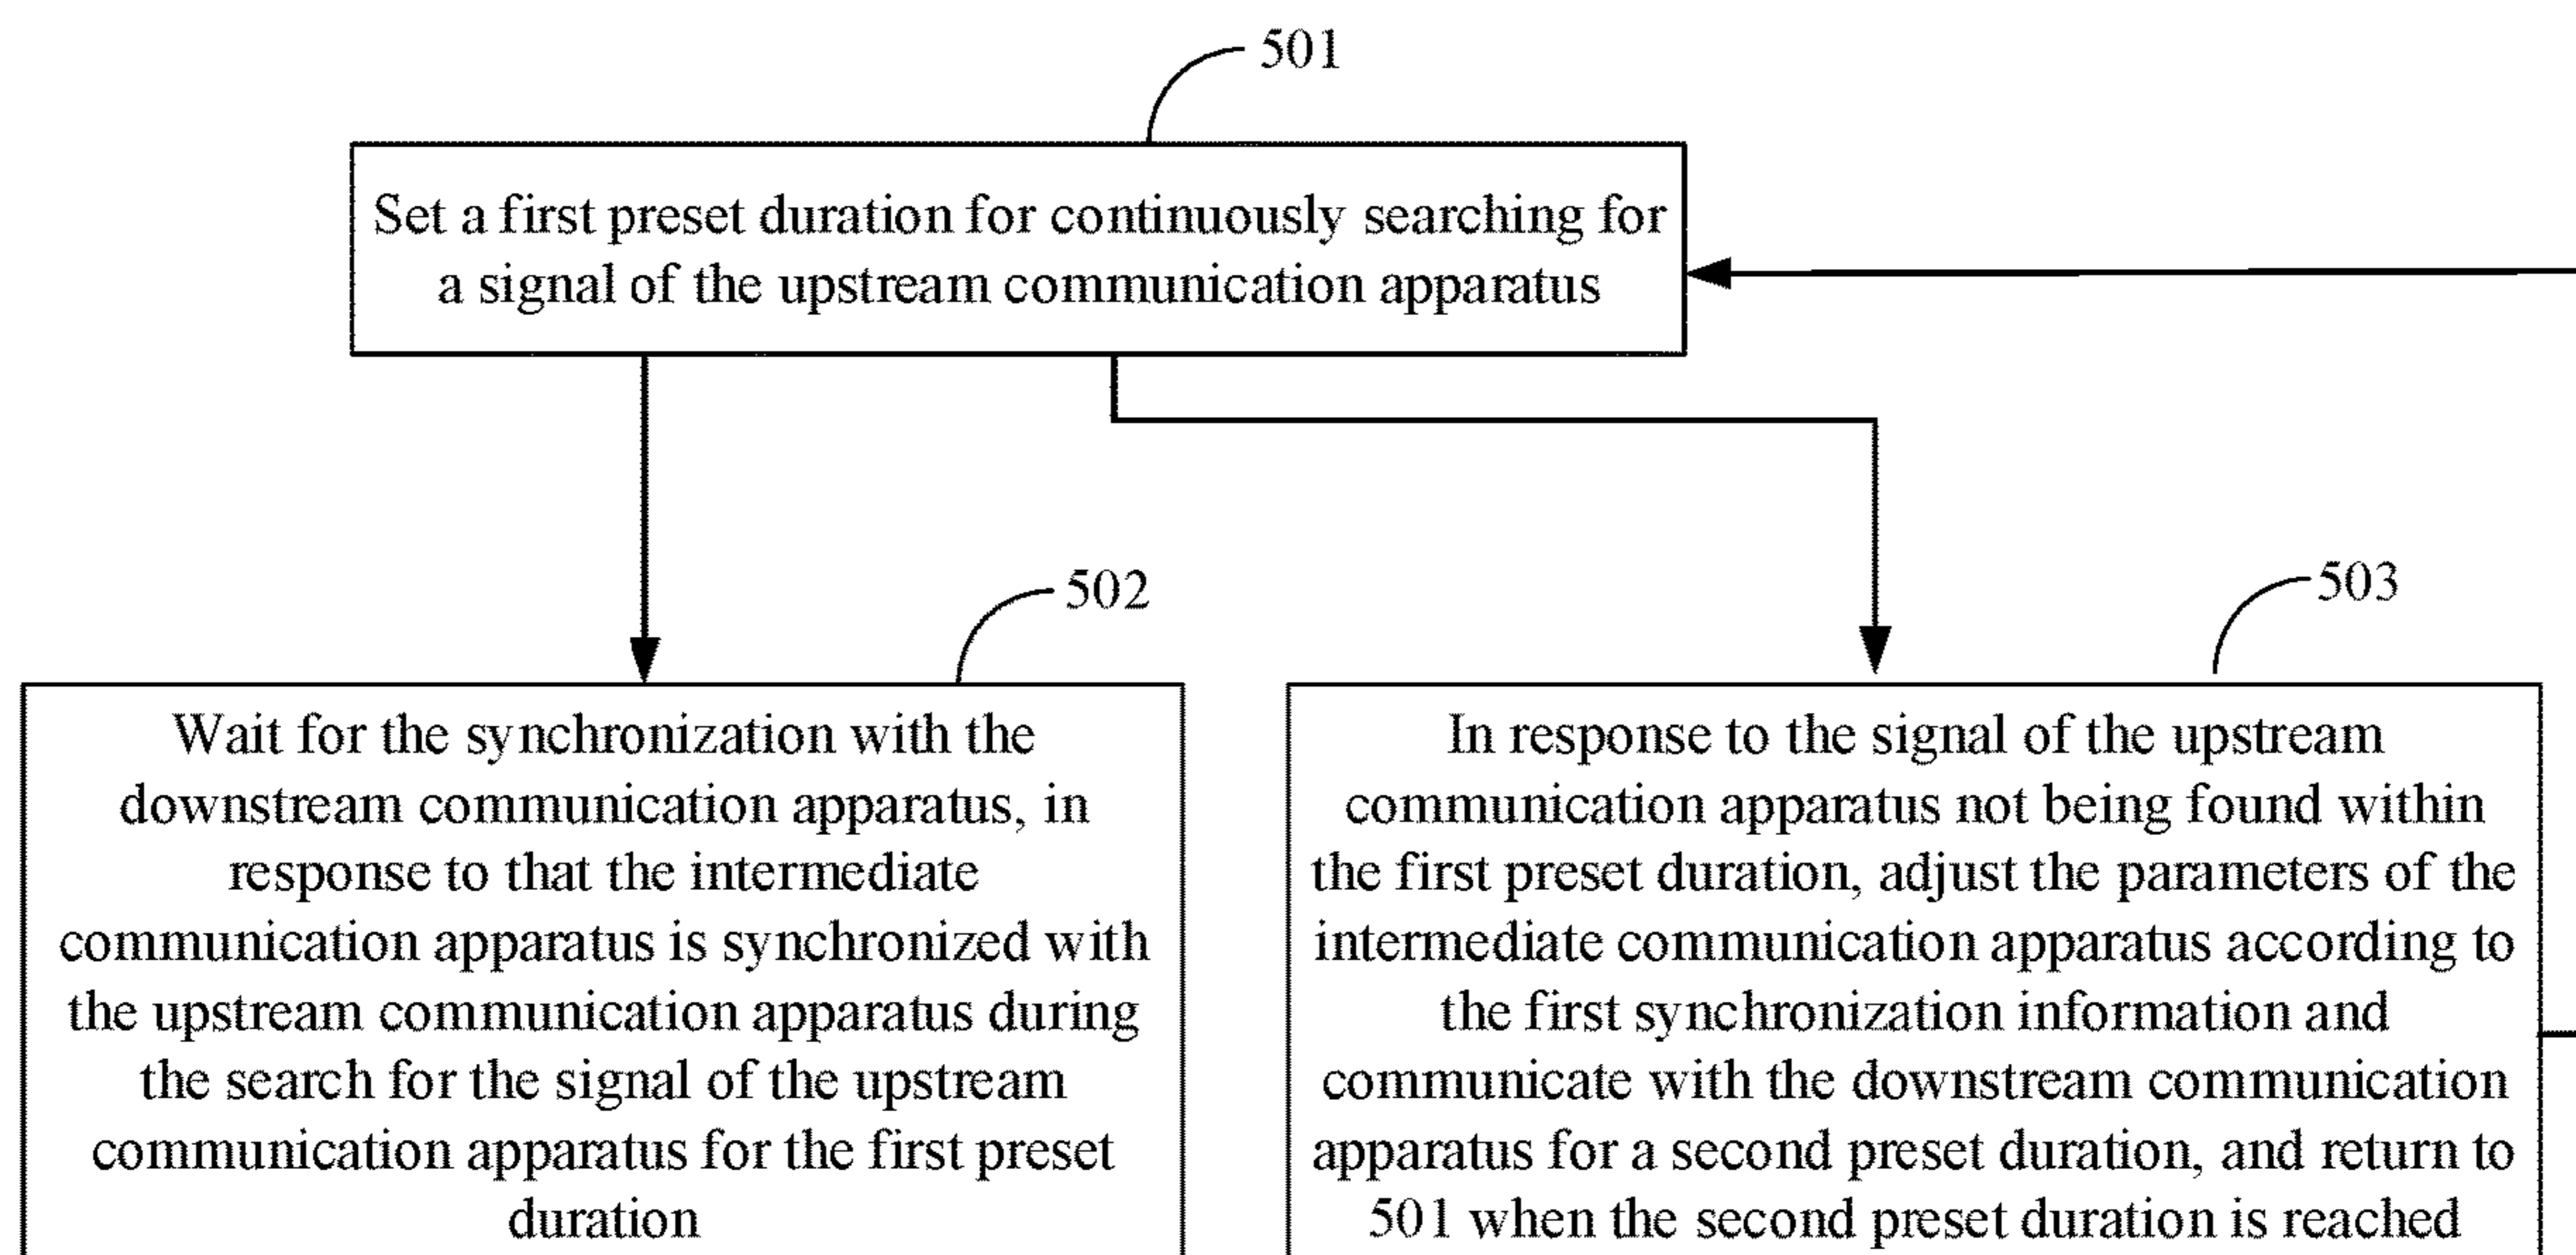 501
Set a first preset duration for continuously searching for
a signal of the upstream communication apparatus
502
Wait for the synchronization with the
downstream communication apparatus, in
response to that the intermediate
communication apparatus is synchronized with
the upstream communication apparatus during
the search for the signal of the upstream
communication apparatus for the first preset
duration
503
In response to the signal of the upstream
communication apparatus not being found within
the first preset duration, adjust the parameters of the
intermediate communication apparatus according to
the first synchronization information and
communicate with the downstream communication
apparatus for a second preset duration, and return to
501 when the second preset duration is reached